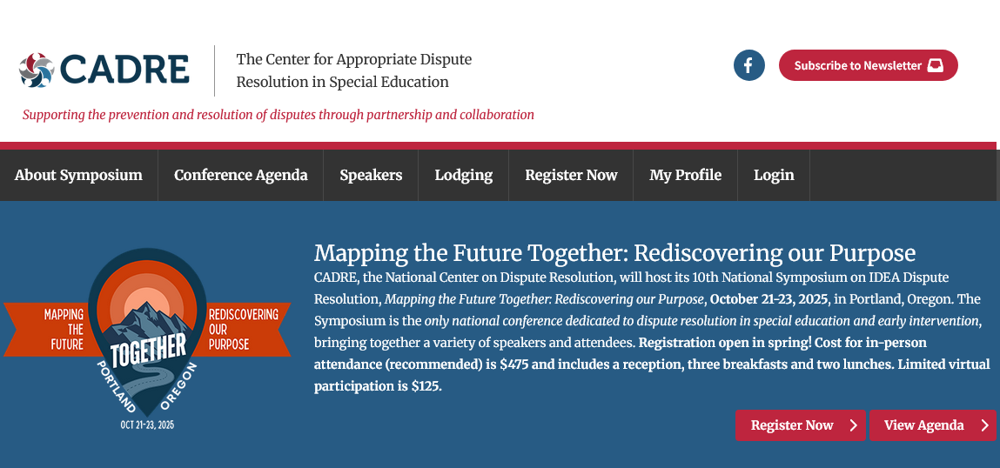 CADRE
The Center for Appropriate Dispute
Resolution in Special Education
Subscribe to Newsletter
Supporting the prevention and resolution of disputes through partnership and collaboration
About Symposium
Conference Agenda
Speakers
Lodging
Register Now
My Profile
Login
MAPPING
THE
FUTURE
TOGETHER
REDISCOVERING
OUR
PURPOSE
PORTLAND
OREGON
OCT 21-23, 2025
Mapping the Future Together: Rediscovering our Purpose
CADRE, the National Center on Dispute Resolution, will host its 10th National Symposium on IDEA Dispute
Resolution, Mapping the Future Together: Rediscovering our Purpose, October 21-23, 2025, in Portland, Oregon. The
Symposium is the only national conference dedicated to dispute resolution in special education and early intervention,
bringing together a variety of speakers and attendees. Registration open in spring! Cost for in-person
attendance (recommended) is $475 and includes a reception, three breakfasts and two lunches. Limited virtual
participation is $125.
Register Now
View Agenda